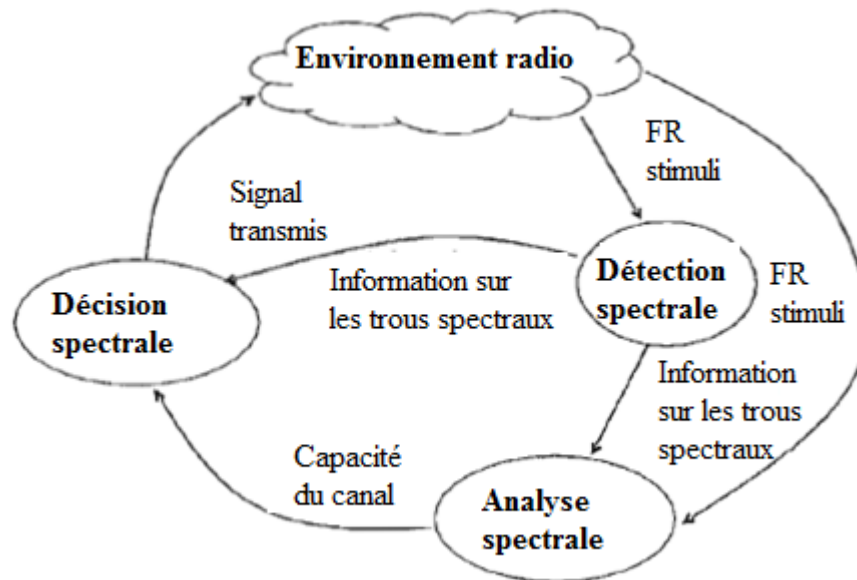 Environnement radio
FR
stimuli
Signal
transmis
Information sur
les trous spectraux
Détection
spectrale
FR
stimuli
Décision
spectrale
Information
sur les trous
spectraux
Capacité
du canal
Analyse
spectrale